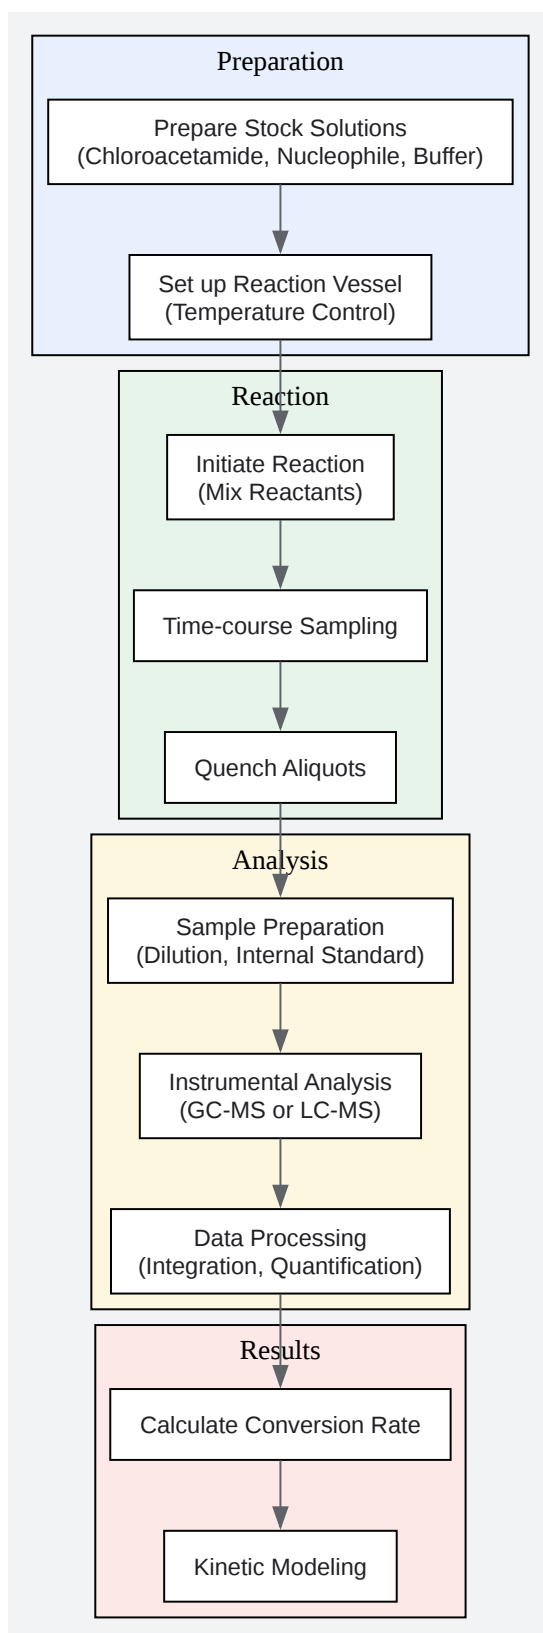 Preparation
Prepare Stock Solutions
(Chloroacetamide, Nucleophile, Buffer)
Set up Reaction Vessel
(Temperature Control)
Reaction
Initiate Reaction
(Mix Reactants)
Time-course Sampling
Quench Aliquots
Analysis
Sample Preparation
(Dilution, Internal Standard)
Instrumental Analysis
(GC-MS or LC-MS)
Data Processing
(Integration, Quantification)
Results
Calculate Conversion Rate
Kinetic Modeling